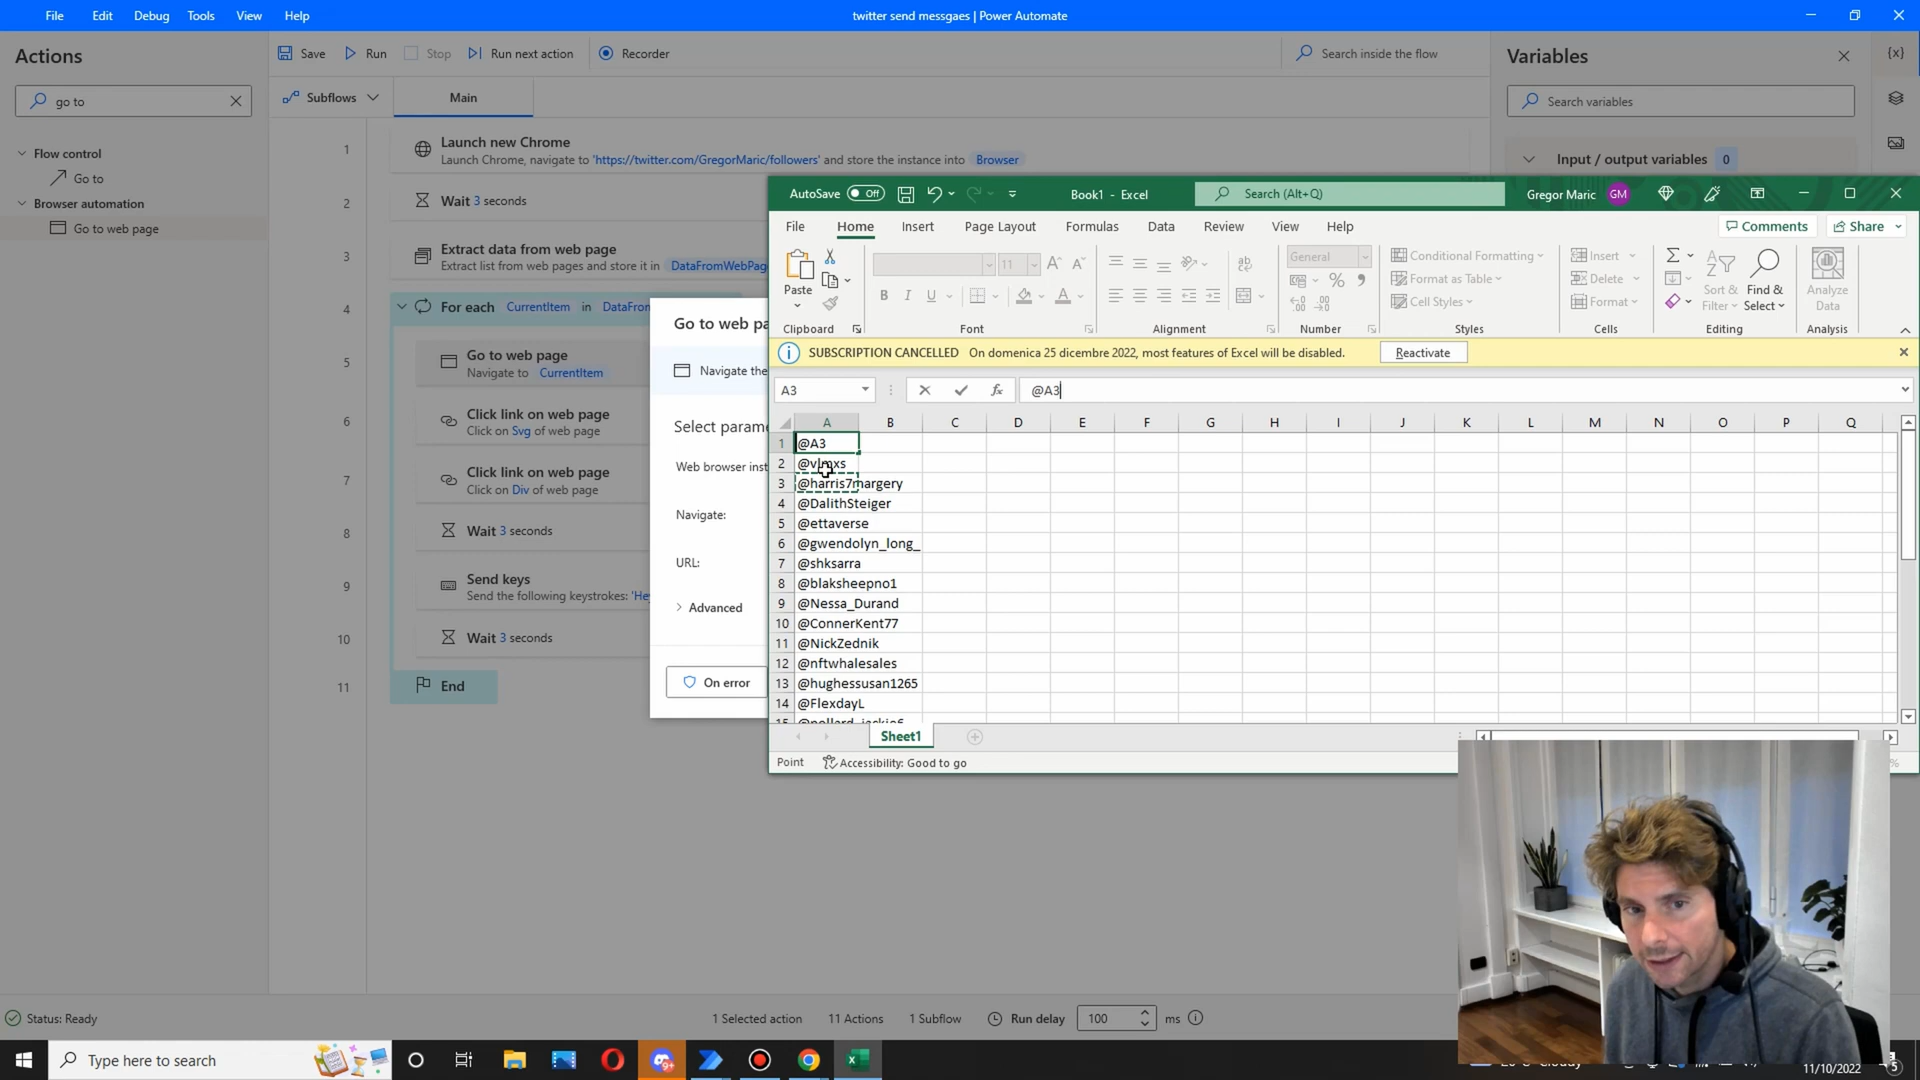 File Edit Debug Tools View Help
twitter send messgaes | Power Automate
Actions
go to
Flow control
Go to
Browser automation
Go to web page
Save Run Stop Run next action Recorder
Search inside the flow
Subflows
Main
1
Launch new Chrome
Launch Chrome, navigate to 'https://twitter.com/GregorMaric/followers' and store the instance into Browser
2
Wait 3 seconds
3
Extract data from web page
Extract list from web pages and store it in DataFromWebPag
4
For each CurrentItem in DataFrom
5
Go to web page
Navigate to CurrentItem
6
Click link on web page
Click on Svg of web page
7
Click link on web page
Click on Div of web page
8
Wait 3 seconds
9
Send keys
Send the following keystrokes: 'He
10
Wait 3 seconds
11
End
Go to web pa
Navigate the
Select parame
Web browser inst
Navigate:
URL:
Advanced
On error
Variables
Search variables
{x}
Input / output variables 0
AutoSave Off
Book1 - Excel
Search (Alt+Q)
Gregor Maric GM
File Home Insert Page Layout Formulas Data Review View Help
Comments Share
Paste
Clipboard
11
B I U
Font
ab
Alignment
General
% 9
Number
Conditional Formatting
Format as Table
Cell Styles
Styles
Insert
Delete
Format
Cells
Sort &
Filter
Find &
Select
Editing
Analyze
Data
Analysis
SUBSCRIPTION CANCELLED On domenica 25 dicembre 2022, most features of Excel will be disabled. Reactivate
A3
fx
@A3
A B C D E F G H I J K L M N O P Q
1 @A3
2 @vlmxs
3 @harris7margery
4 @DalithSteiger
5 @ettaverse
6 @gwendolyn_long_
7 @shksarra
8 @blaksheepno1
9 @Nessa_Durand
10 @ConnerKent77
11 @NickZednik
12 @nftwhalesales
13 @hughessusan1265
14 @FlexdayL
Sheet1
Point
Accessibility: Good to go
Status: Ready
1 Selected action 11 Actions 1 Subflow Run delay 100 ms
Type here to search
11/10/2022
5